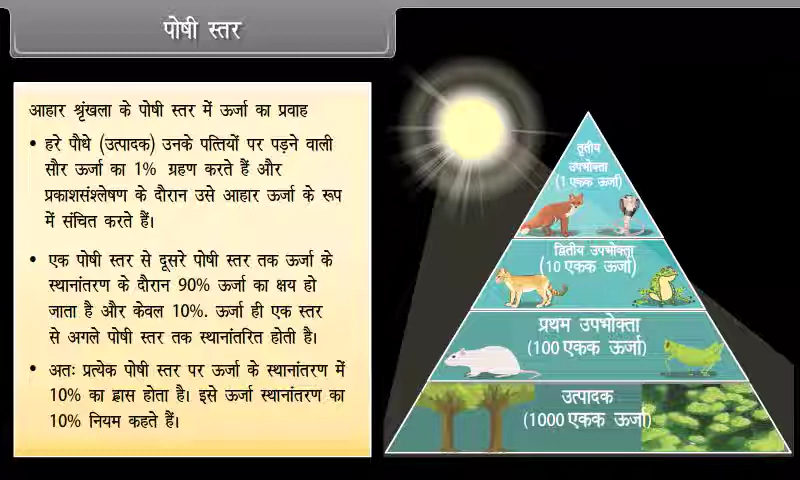 पोषी स्तर
आहार श्रृंखला के पोषी स्तर में ऊर्जा का प्रवाह
• हरे पौधे (उत्पादक) उनके पत्तियों पर पड़ने वाली
सौर ऊर्जा का 1% ग्रहण करते हैं और
प्रकाशसंश्लेषण के दौरान उसे आहार ऊर्जा के रूप
में संचित करते हैं।
• एक पोषी स्तर से दूसरे पोषी स्तर तक ऊर्जा के
स्थानांतरण के दौरान 90% ऊर्जा का क्षय हो
जाता है और केवल 10%. ऊर्जा ही एक स्तर
से अगले पोषी स्तर तक स्थानांतरित होती है।
• अतः प्रत्येक पोषी स्तर पर ऊर्जा के स्थानांतरण में
10% का ह्रास होता है। इसे ऊर्जा स्थानांतरण का
10% नियम कहते हैं।
तृतीय
उपभोक्ता
(1 एकक ऊर्जा)
द्वितीय उपभोक्ता
(10 एकक ऊर्जा)
प्रथम उपभोक्ता
(100 एकक ऊर्जा)
उत्पादक
(1000 एकक ऊर्जा)